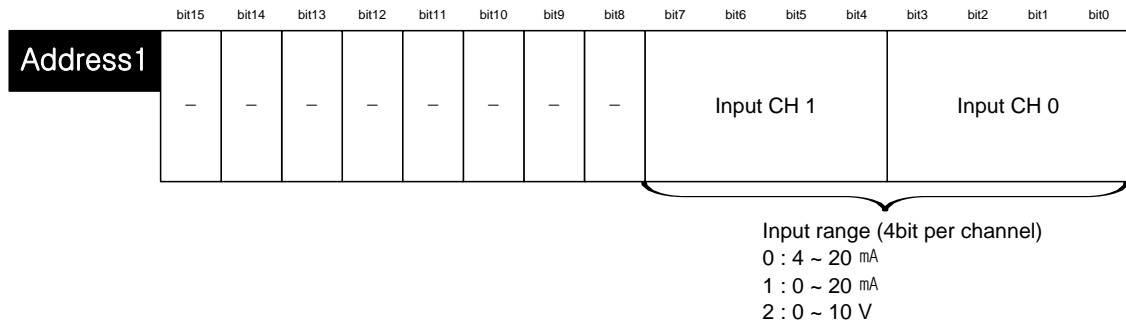 bit15 bit14 bit13 bit12 bit11 bit10 bit9 bit8 bit7 bit6 bit5 bit4 bit3 bit2 bit1 bit0
Address1
– – – – – – – – Input CH 1 Input CH 0
Input range (4bit per channel)
0 : 4 ~ 20 ㎃
1 : 0 ~ 20 ㎃
2 : 0 ~ 10 V